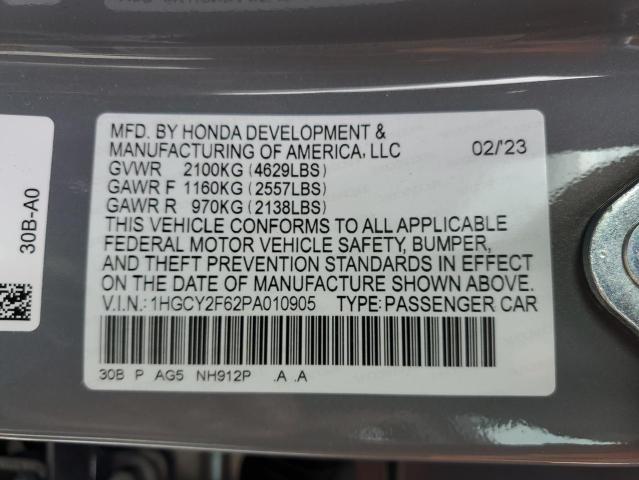 MFD. BY HONDA DEVELOPMENT &
MANUFACTURING OF AMERICA, LLC 02/'23
GVWR 2100KG (4629LBS)
GAWR F 1160KG (2557LBS)
GAWR R 970KG (2138LBS)
THIS VEHICLE CONFORMS TO ALL APPLICABLE
FEDERAL MOTOR VEHICLE SAFETY, BUMPER,
AND THEFT PREVENTION STANDARDS IN EFFECT
ON THE DATE OF MANUFACTURE SHOWN ABOVE.
V.I.N.: 1HGCY2F62PA010905 TYPE: PASSENGER CAR
30B P AG5 NH912P .A .A
30B-A0